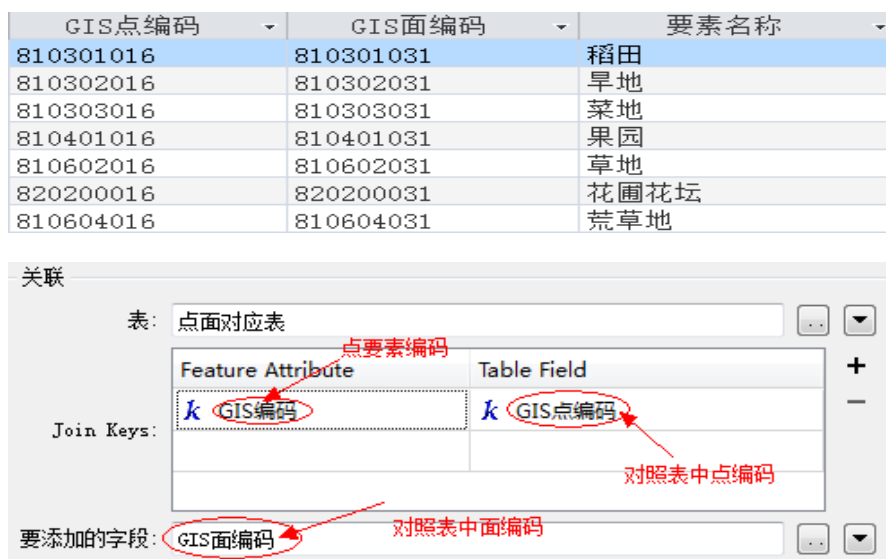 GIS点编码 GIS面编码 要素名称
810301016 810301031 稻田
810302016 810302031 旱地
810303016 810303031 菜地
810401016 810401031 果园
810602016 810602031 草地
820200016 820200031 花圃花坛
810604016 810604031 荒草地
关联
表: 点面对应表 ..
点要素编码
Feature Attribute Table Field
Join Keys: k GIS编码 k GIS点编码
对照表中点编码
要添加的字段: GIS面编码 对照表中面编码 ..